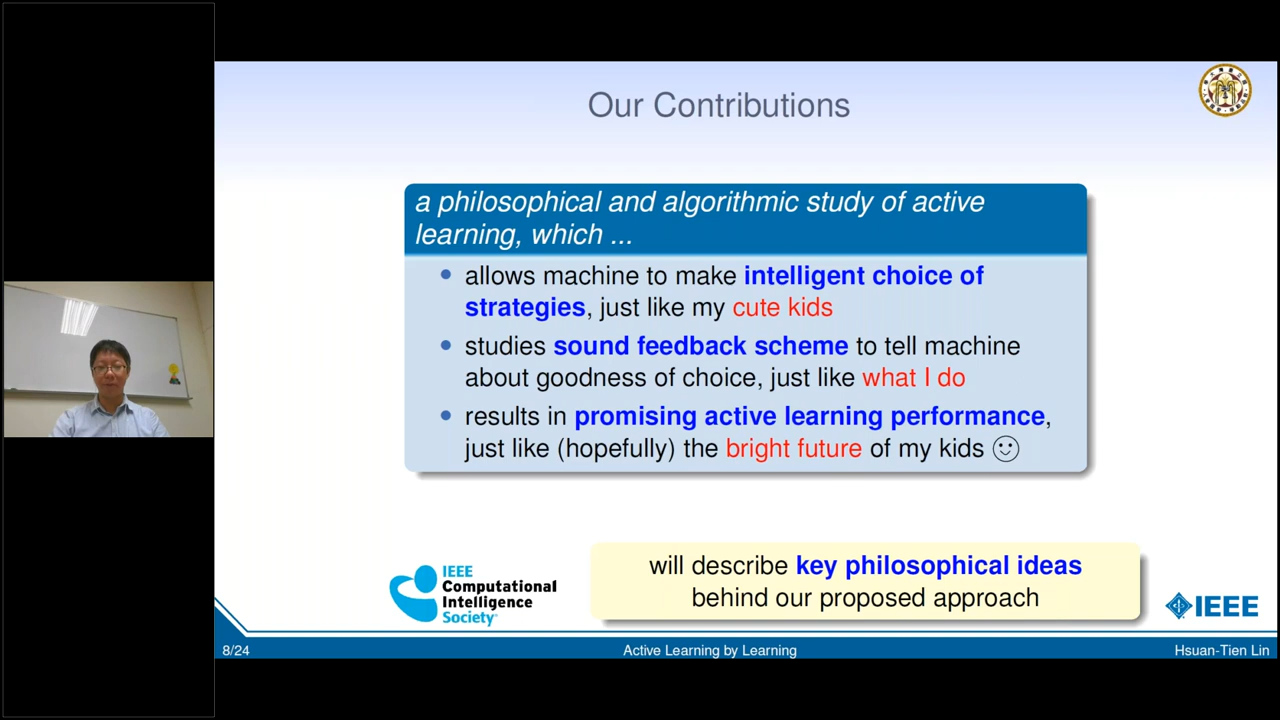 Our Contributions
a philosophical and algorithmic study of active
learning, which ...
allows machine to make intelligent choice of
strategies, just like my cute kids
studies sound feedback scheme to tell machine
about goodness of choice, just like what I do
results in promising active learning performance,
just like (hopefully) the bright future of my kids
will describe key philosophical ideas
behind our proposed approach
IEEE
Computational
Intelligence
Society
IEEE
8/24
Active Learning by Learning
Hsuan-Tien Lin